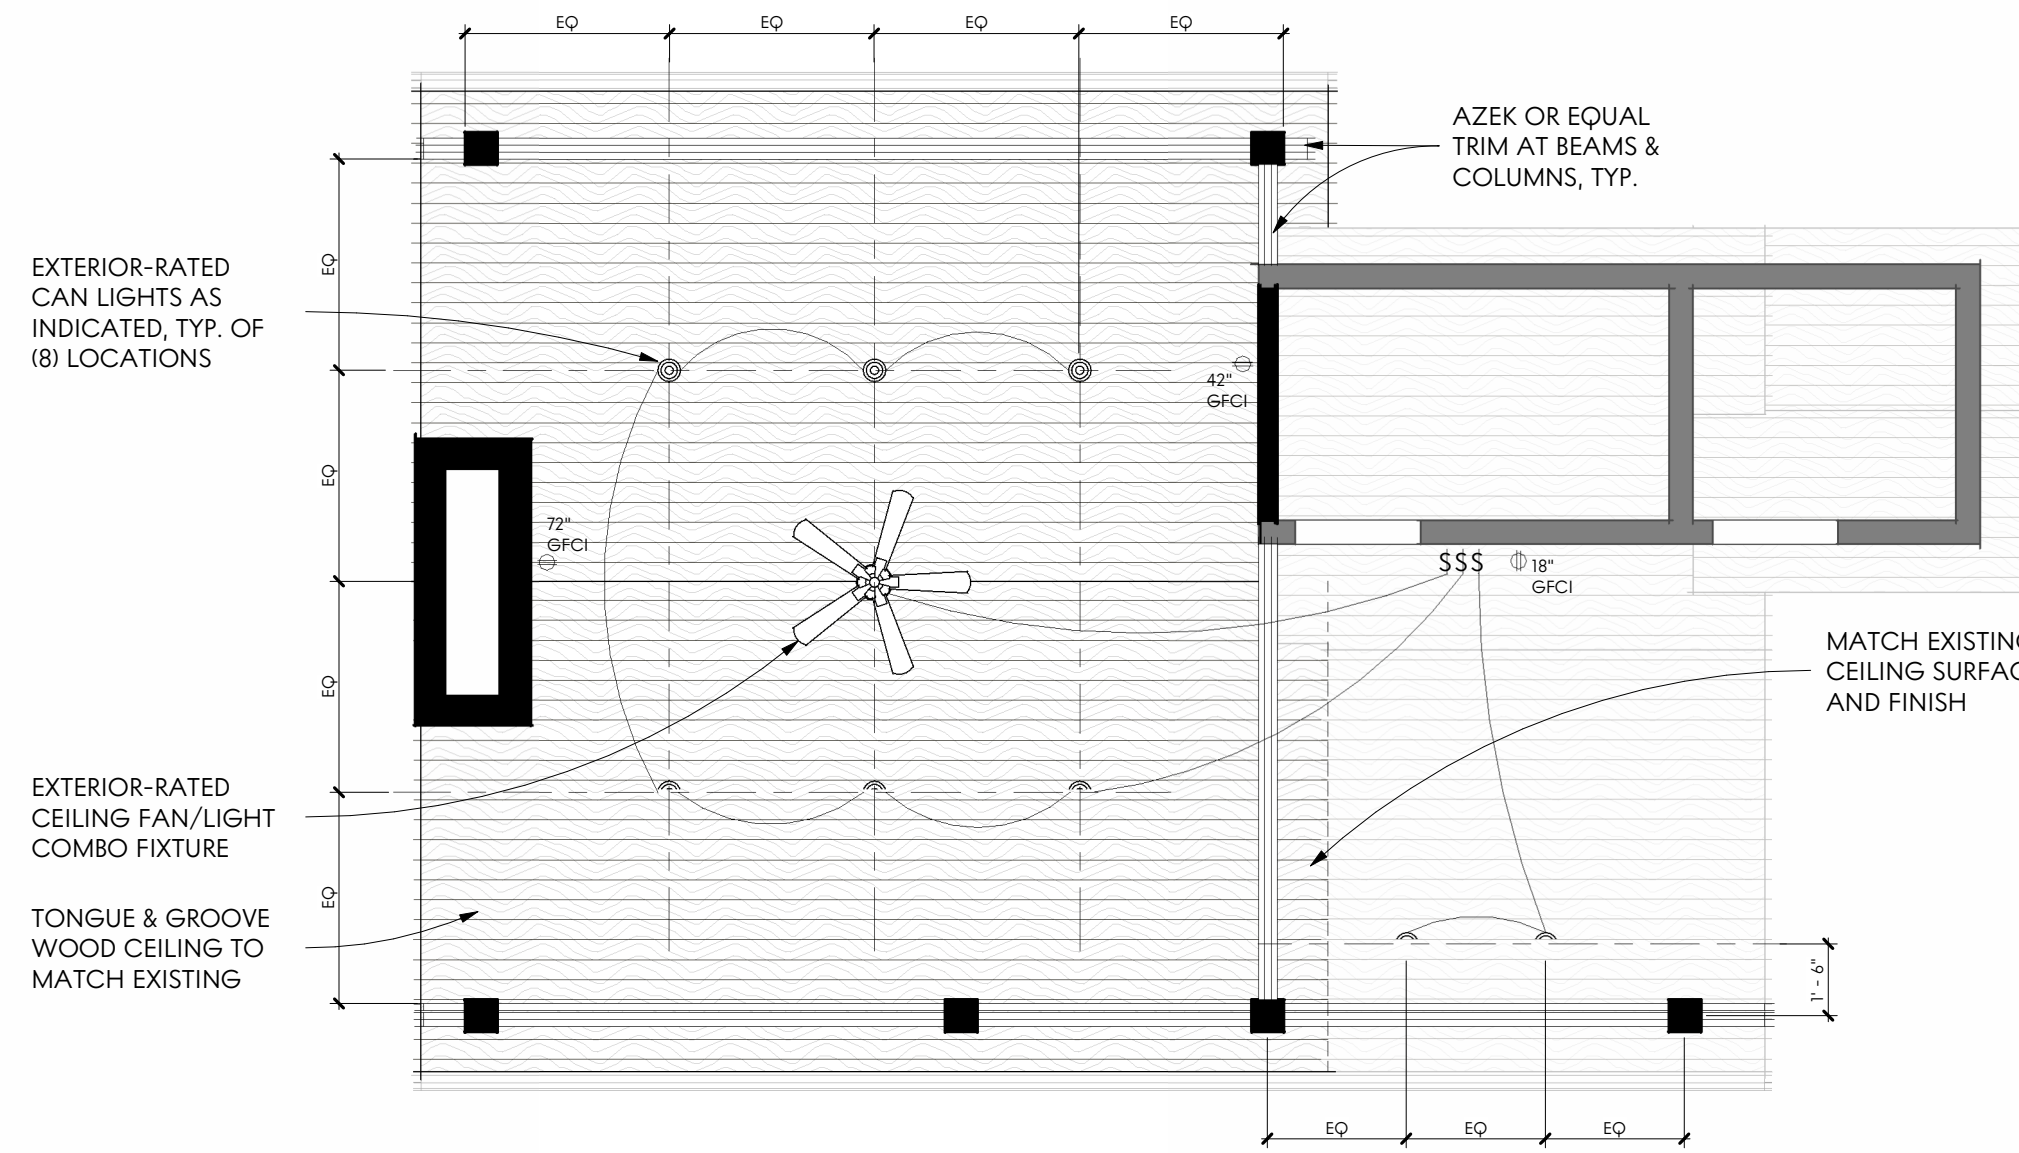 EQ
EQ
EQ
EQ
AZEK OR EQUAL
TRIM AT BEAMS &
COLUMNS, TYP.
EXTERIOR-RATED
CAN LIGHTS AS
INDICATED, TYP. OF
(8) LOCATIONS
EQ
EQ
EQ
EQ
42"
GFCI
72"
GFCI
$$$
18"
GFCI
MATCH EXISTING
CEILING SURFAC
AND FINISH
EXTERIOR-RATED
CEILING FAN/LIGHT
COMBO FIXTURE
TONGUE & GROOVE
WOOD CEILING TO
MATCH EXISTING
1' - 6"
EQ
EQ
EQ